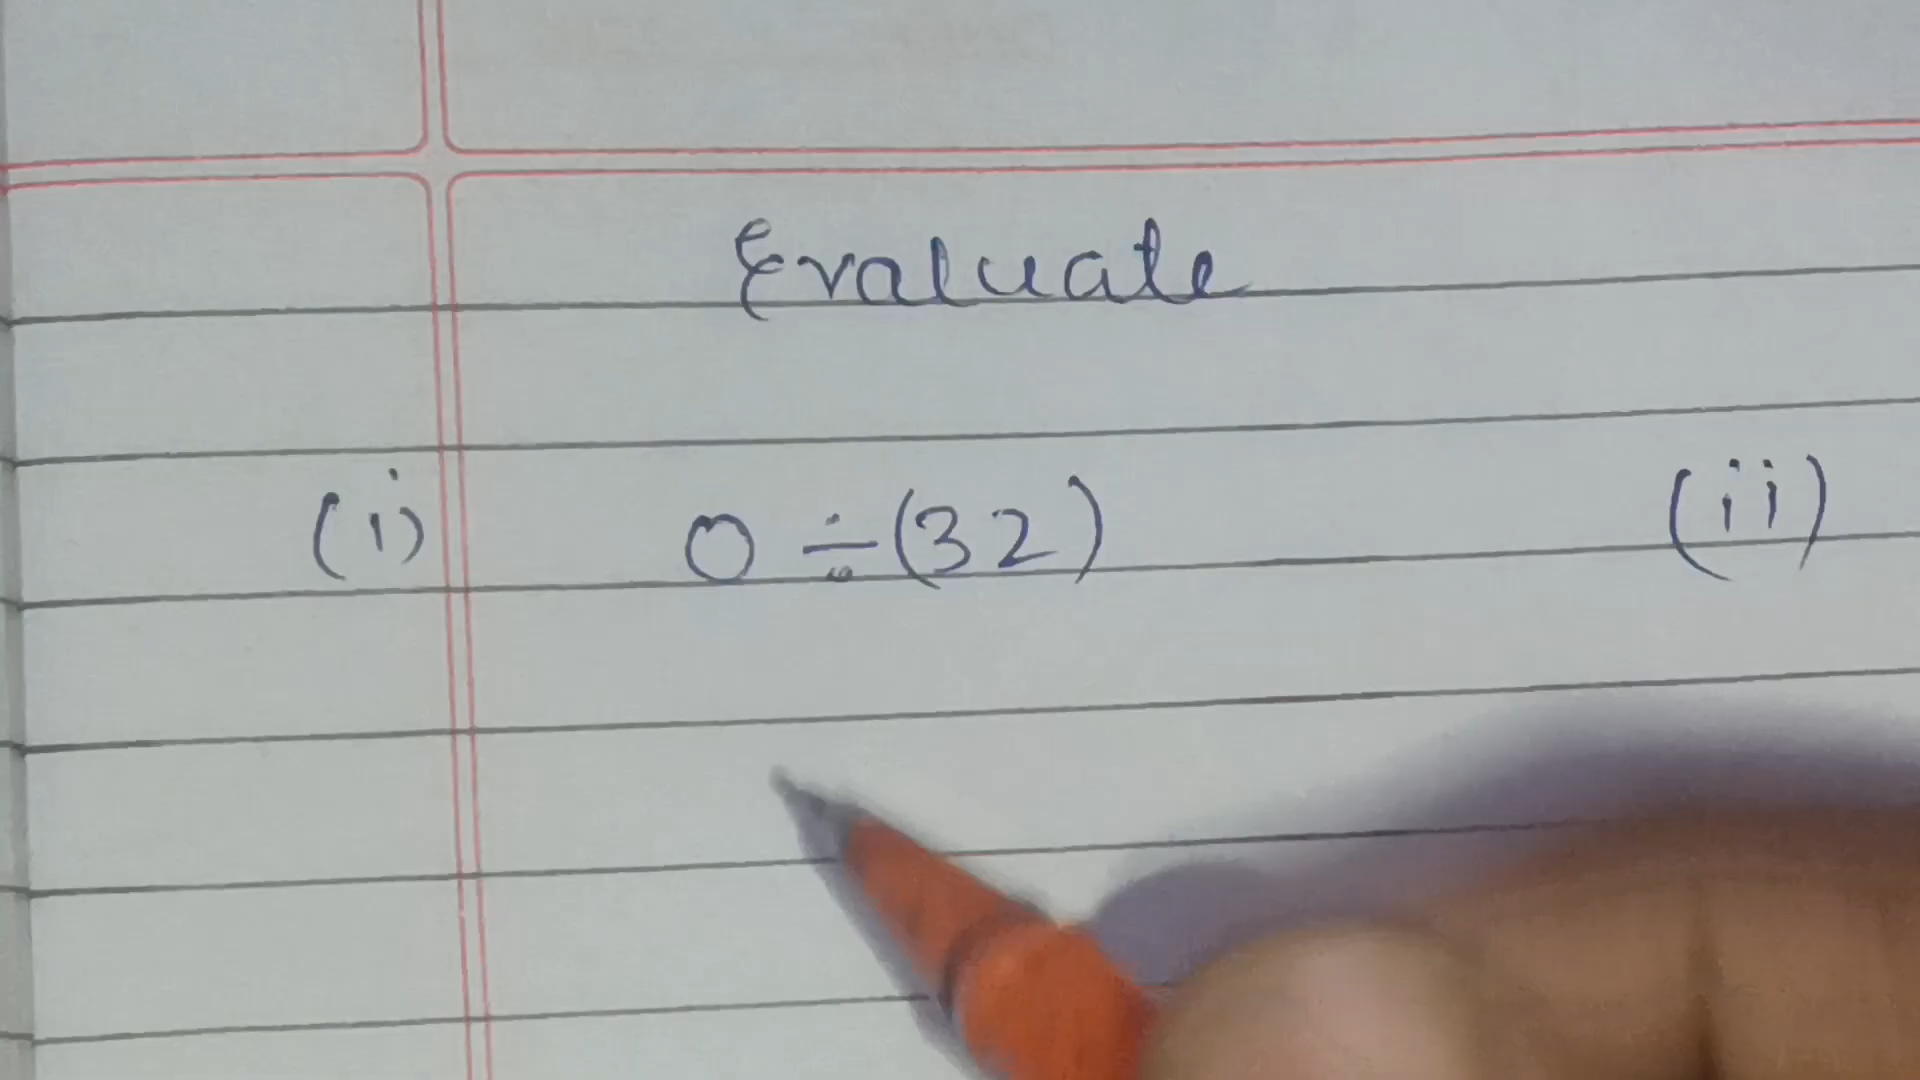 Evaluate
(i) 0 ÷ (32) (ii)